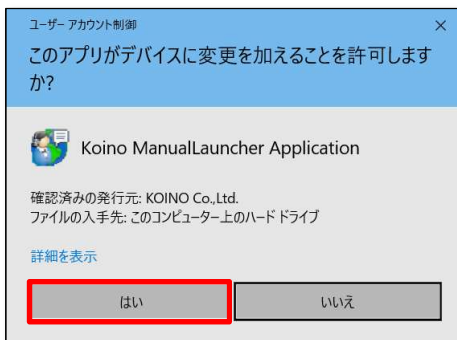 ユーザー アカウント制御
このアプリがデバイスに変更を加えることを許可します
か?
Koino ManualLauncher Application
確認済みの発行元: KOINO Co.,Ltd.
ファイルの入手先: このコンピューター上のハード ドライブ
詳細を表示
はい
いいえ